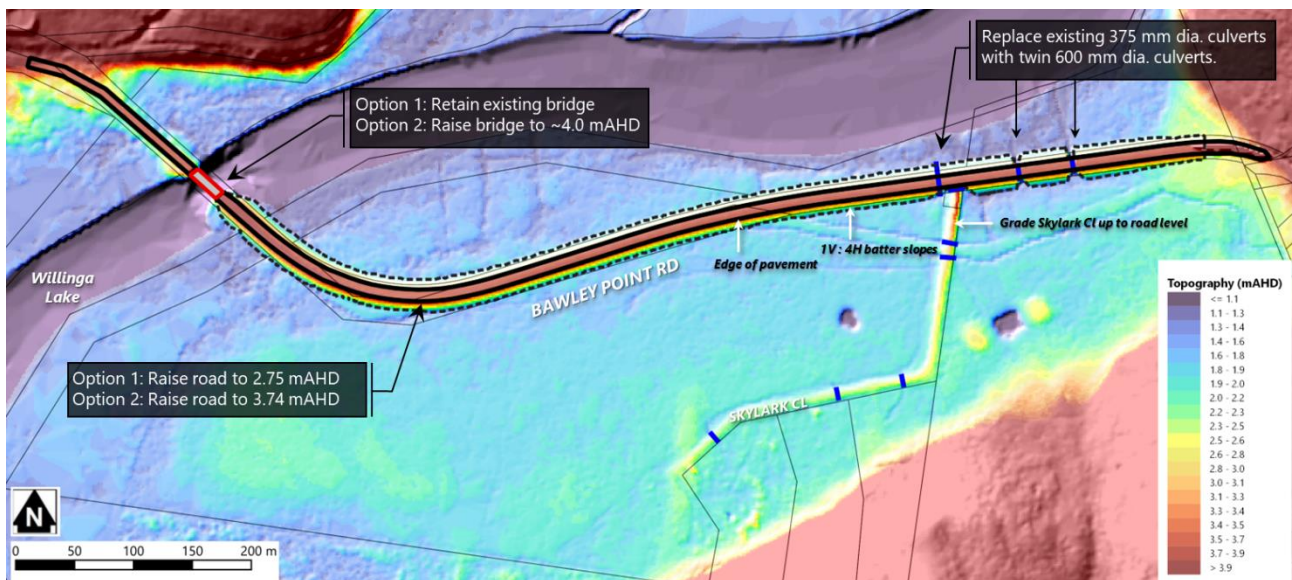 Replace existing 375 mm dia. culverts
with twin 600 mm dia. culverts.
Option 1: Retain existing bridge
Option 2: Raise bridge to ~4.0 mAHD
Grade Skylark Cl up to road level
1V : 4H batter slopes
Edge of pavement
BAWLEY POINT RD
Willinga
Lake
Option 1: Raise road to 2.75 mAHD
Option 2: Raise road to 3.74 mAHD
SKYLARK CL
Topography (mAHD)
<= 1.1
1.1 - 1.3
1.3 - 1.4
1.4 - 1.6
1.6 - 1.8
1.8 - 1.9
1.9 - 2.0
2.0 - 2.2
2.2 - 2.3
2.3 - 2.5
2.5 - 2.6
2.6 - 2.8
2.8 - 3.0
3.0 - 3.1
3.1 - 3.3
3.3 - 3.4
3.4 - 3.5
3.5 - 3.7
3.7 - 3.9
> 3.9
N
0 50 100 150 200 m